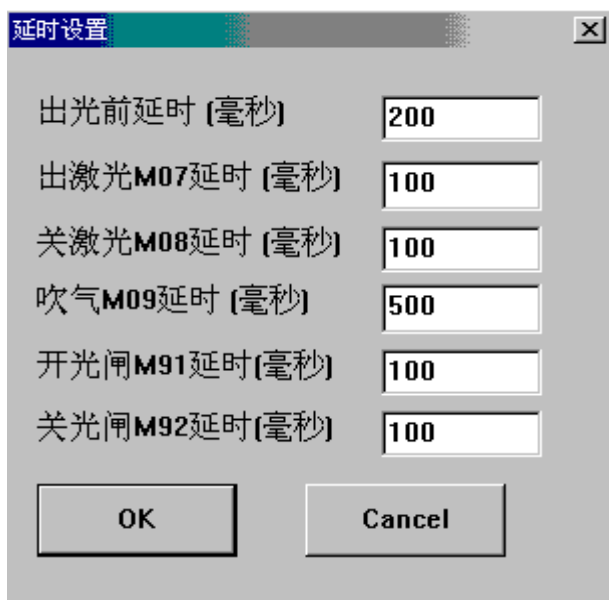 延时设置
出光前延时 (毫秒) 200
出激光M07延时 (毫秒) 100
关激光M08延时 (毫秒) 100
吹气M09延时 (毫秒) 500
开光闸M91延时(毫秒) 100
关光闸M92延时(毫秒) 100
OK Cancel